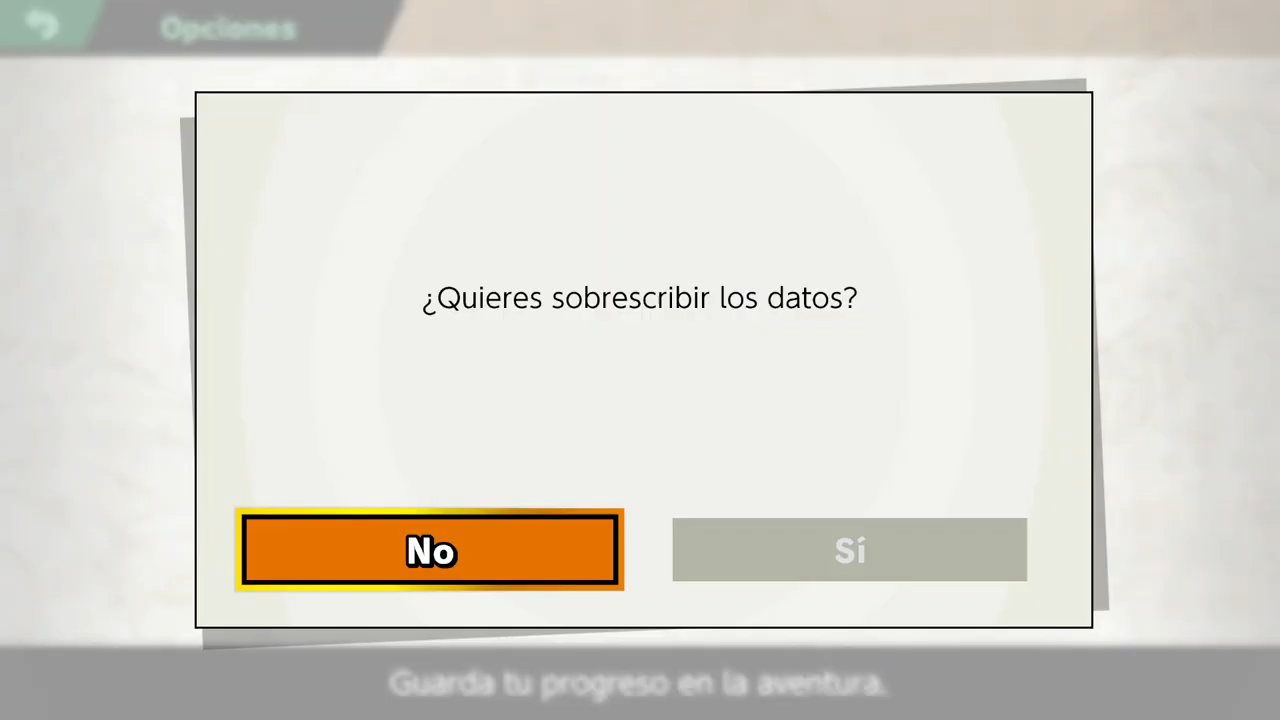 Opciones
¿Quieres sobrescribir los datos?
No
Sí
Guarda tu progreso en la aventura.